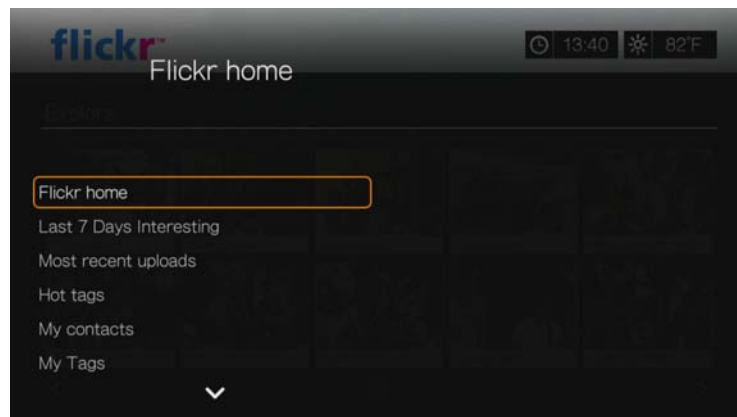 flickr™
13:40 82°F
Flickr home
Explore
Flickr home
Last 7 Days Interesting
Most recent uploads
Hot tags
My contacts
My Tags